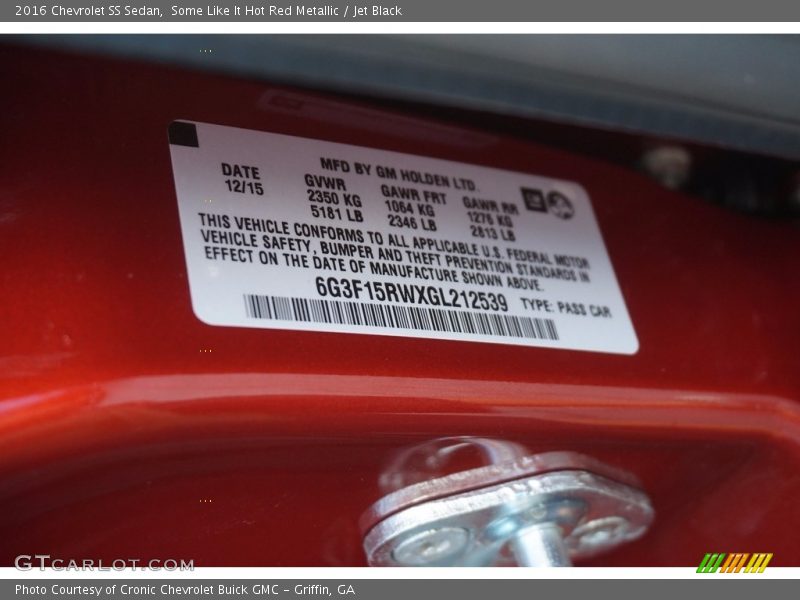 2016 Chevrolet SS Sedan, Some Like It Hot Red Metallic / Jet Black
MFD BY GM HOLDEN LTD.
DATE GVWR GAWR FRT GAWR RR
12/15 2350 KG 1064 KG 1276 KG
5181 LB 2346 LB 2813 LB
THIS VEHICLE CONFORMS TO ALL APPLICABLE U.S. FEDERAL MOTOR
VEHICLE SAFETY, BUMPER AND THEFT PREVENTION STANDARDS IN
EFFECT ON THE DATE OF MANUFACTURE SHOWN ABOVE.
6G3F15RWXGL212539 TYPE: PASS CAR
GTCARLOT.COM
Photo Courtesy of Cronic Chevrolet Buick GMC - Griffin, GA